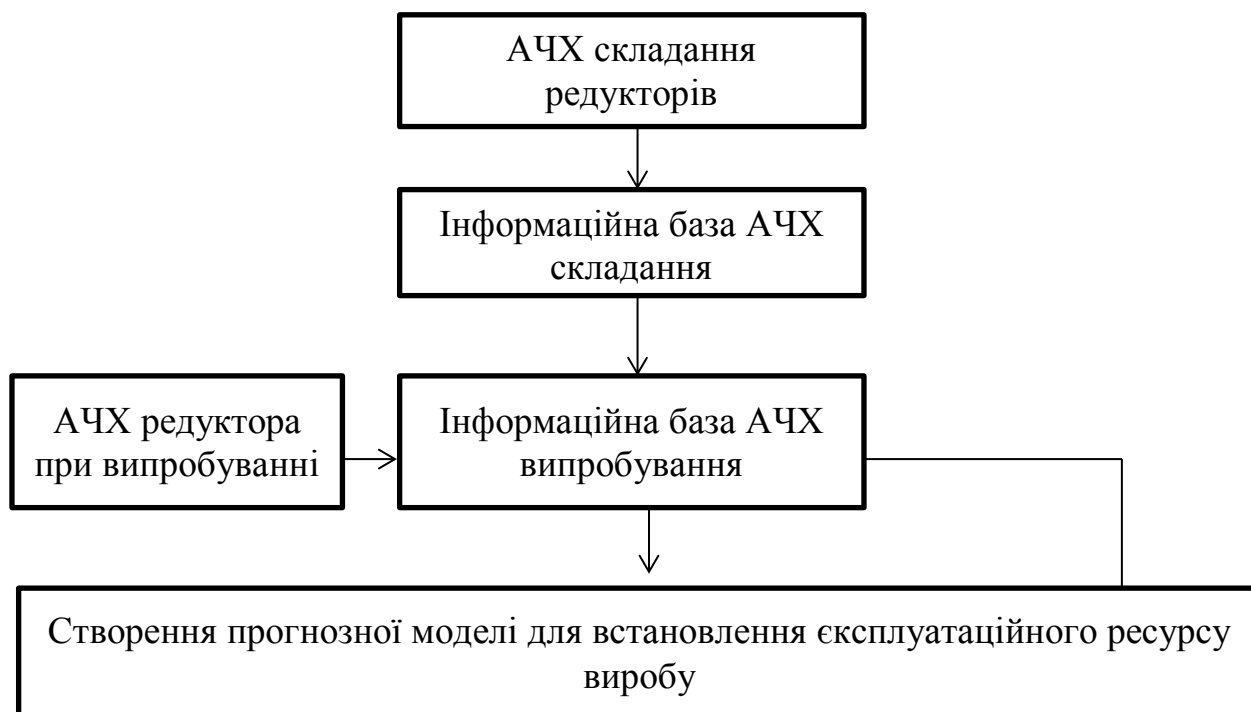 АЧХ складання
редукторів
Інформаційна база АЧХ
складання
АЧХ редуктора
при випробуванні
Інформаційна база АЧХ
випробування
Створення прогнозної моделі для встановлення єксплуатаційного ресурсу
виробу